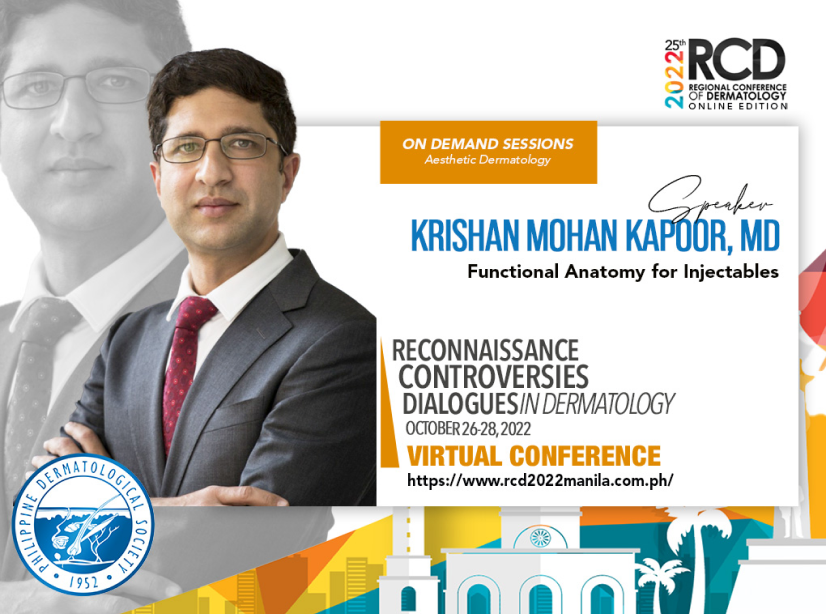 25th
2022
RCD
REGIONAL CONFERENCE
OF DERMATOLOGY
ONLINE EDITION
ON DEMAND SESSIONS
Aesthetic Dermatology
Speaker
KRISHAN MOHAN KAPOOR, MD
Functional Anatomy for Injectables
RECONNAISSANCE
CONTROVERSIES
DIALOGUES IN DERMATOLOGY
OCTOBER 26-28, 2022
VIRTUAL CONFERENCE
https://www.rcd2022manila.com.ph/
PHILIPPINE DERMATOLOGICAL SOCIETY
• 1952 •